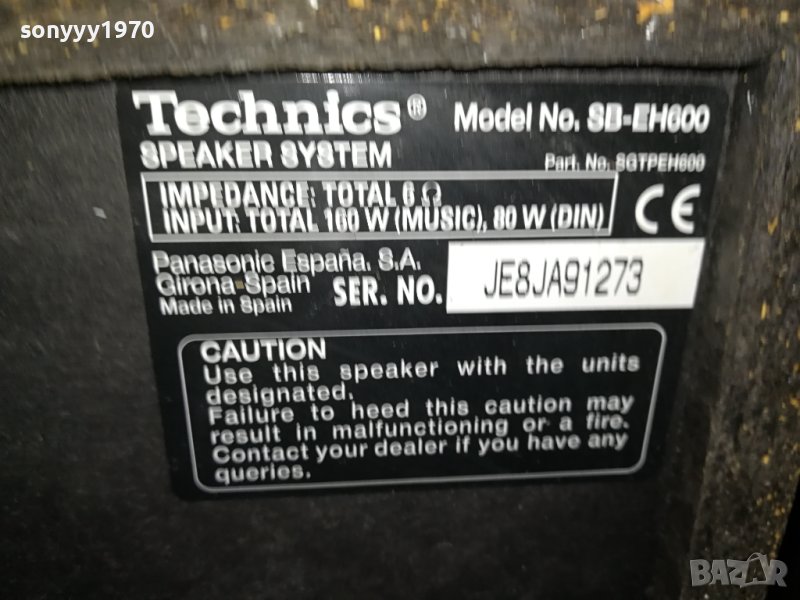 sonyyy1970
Technics® Model No. SB-EH600
SPEAKER SYSTEM Part. No. SGTPEH600
IMPEDANCE: TOTAL 6 Ω
INPUT: TOTAL 160 W (MUSIC), 80 W (DIN)
CE
Panasonic España. S.A.
Girona-Spain
Made in Spain
SER. NO. JE8JA91273
CAUTION
Use this speaker with the units
designated.
Failure to heed this caution may
result in malfunctioning or a fire.
Contact your dealer if you have any
queries.
BAZAR